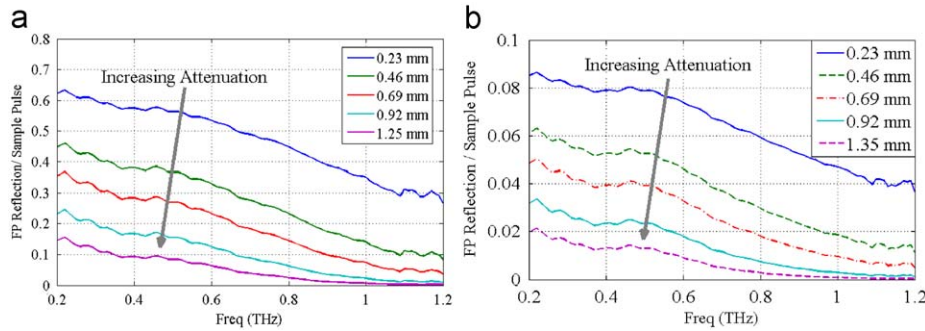 a
FP Reflection/ Sample Pulse
0.8
0.7
0.6
0.5
0.4
0.3
0.2
0.1
0
0.2
0.4
0.6
0.8
1
1.2
Freq (THz)
Increasing Attenuation
0.23 mm
0.46 mm
0.69 mm
0.92 mm
1.25 mm
b
FP Reflection / Sample Pulse
0.1
0.08
0.06
0.04
0.02
0
0.2
0.4
0.6
0.8
1.0
1.2
Freq (THz)
Increasing Attenuation
0.23 mm
0.46 mm
0.69 mm
0.92 mm
1.35 mm